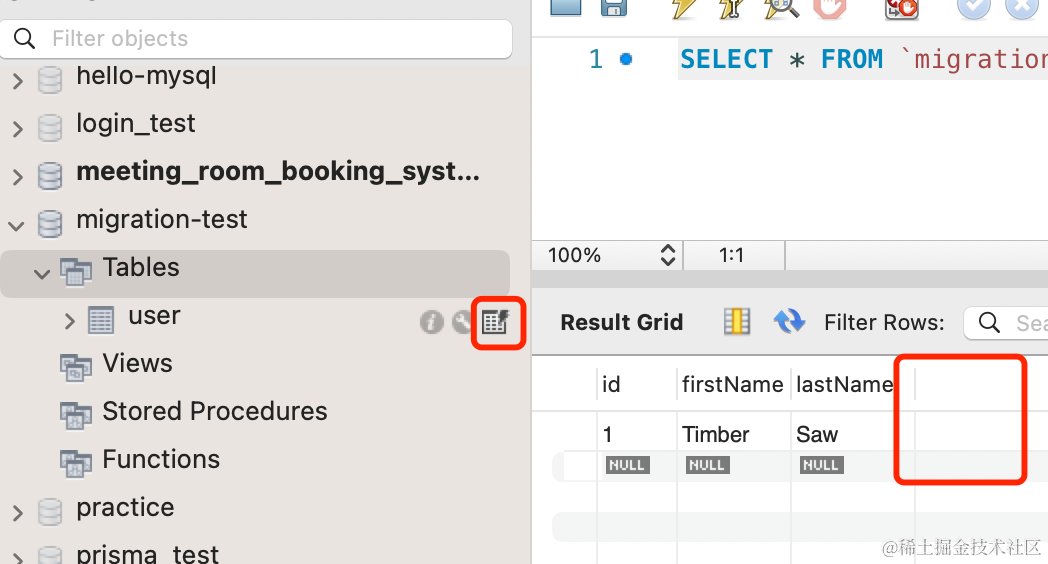 Filter objects
hello-mysql
login_test
meeting_room_booking_syst...
migration-test
Tables
user
Views
Stored Procedures
Functions
practice
prisma_test
1
SELECT * FROM `migration
100%
1:1
Result Grid
Filter Rows:
Sea
id firstName lastName
1 Timber Saw
NULL NULL NULL
@稀土掘金技术社区